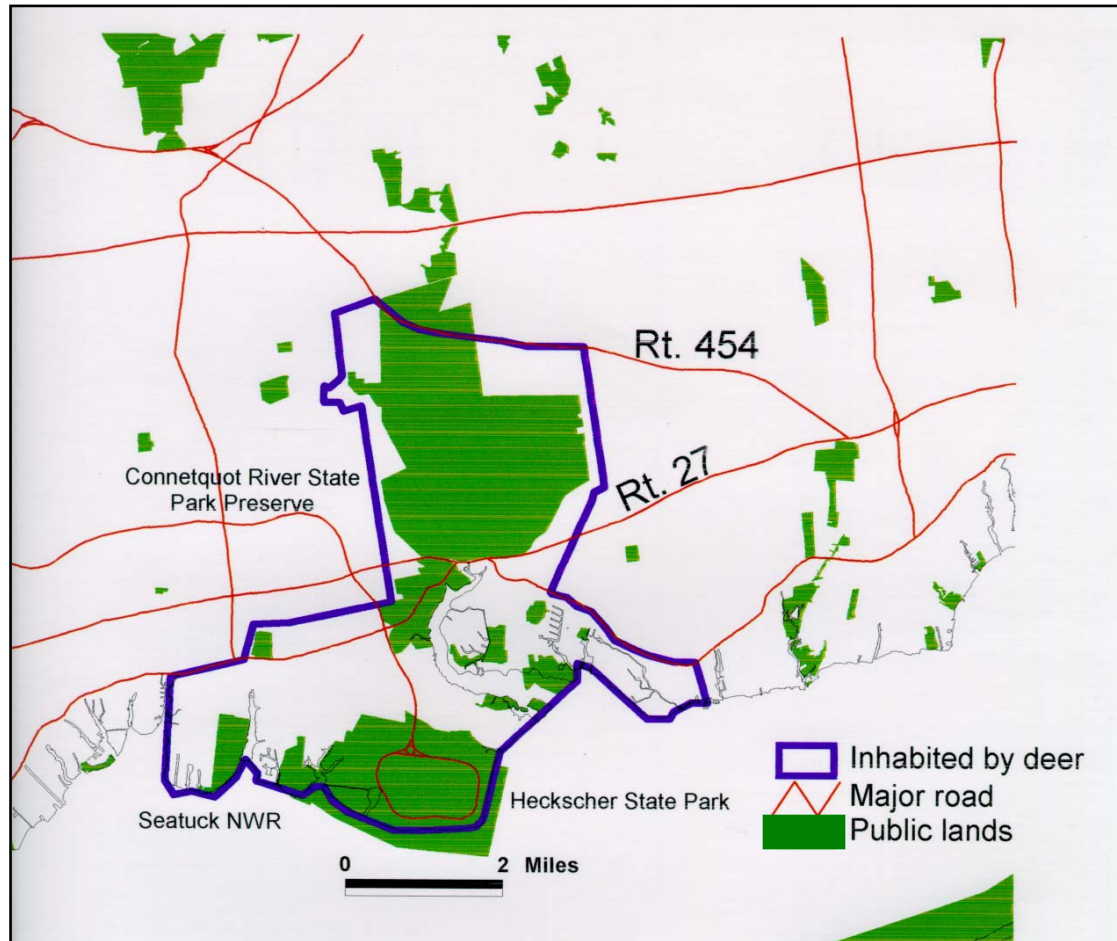 Rt. 454
Rt. 27
Connetquot River State
Park Preserve
Inhabited by deer
Major road
Public lands
Heckscher State Park
Seatuck NWR
0 2 Miles